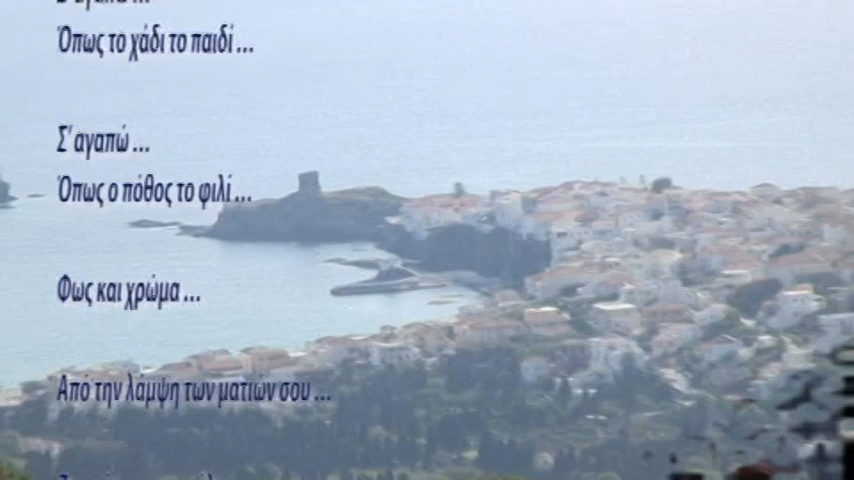 Όπως το χάδι το παιδί ...
Σ' αγαπώ ...
Όπως ο πόθος το φιλί ...
Φως και χρώμα ...
Από την λάμψη των ματιών σου ...